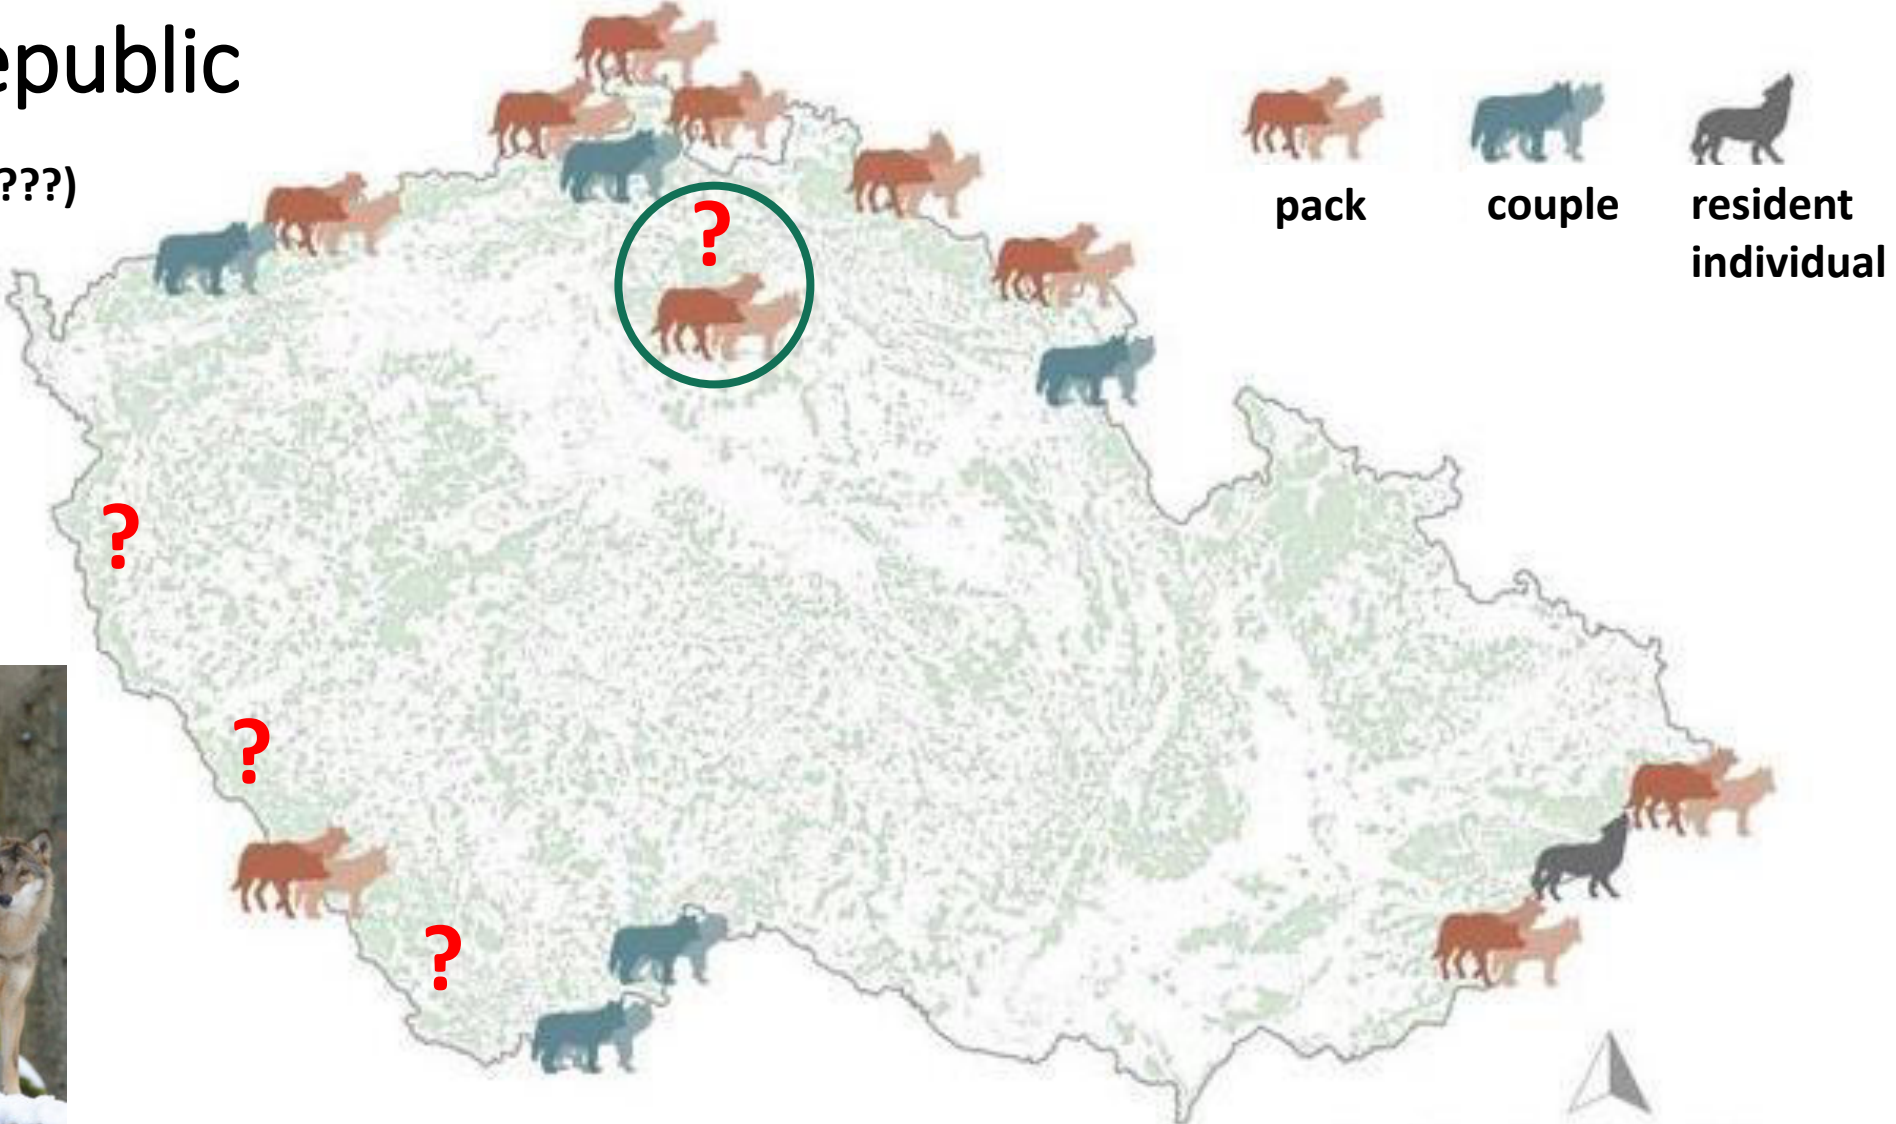 epublic
???)
pack
couple
resident
individual
?
?
?
?